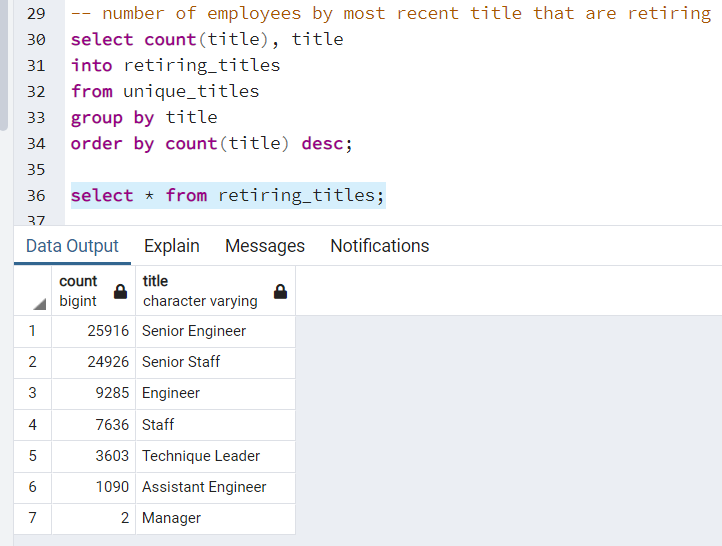 29 -- number of employees by most recent title that are retiring
30 select count(title), title
31 into retiring_titles
32 from unique_titles
33 group by title
34 order by count(title) desc;
35
36 select * from retiring_titles;
37
Data Output Explain Messages Notifications
count title
bigint character varying
1 25916 Senior Engineer
2 24926 Senior Staff
3 9285 Engineer
4 7636 Staff
5 3603 Technique Leader
6 1090 Assistant Engineer
7 2 Manager